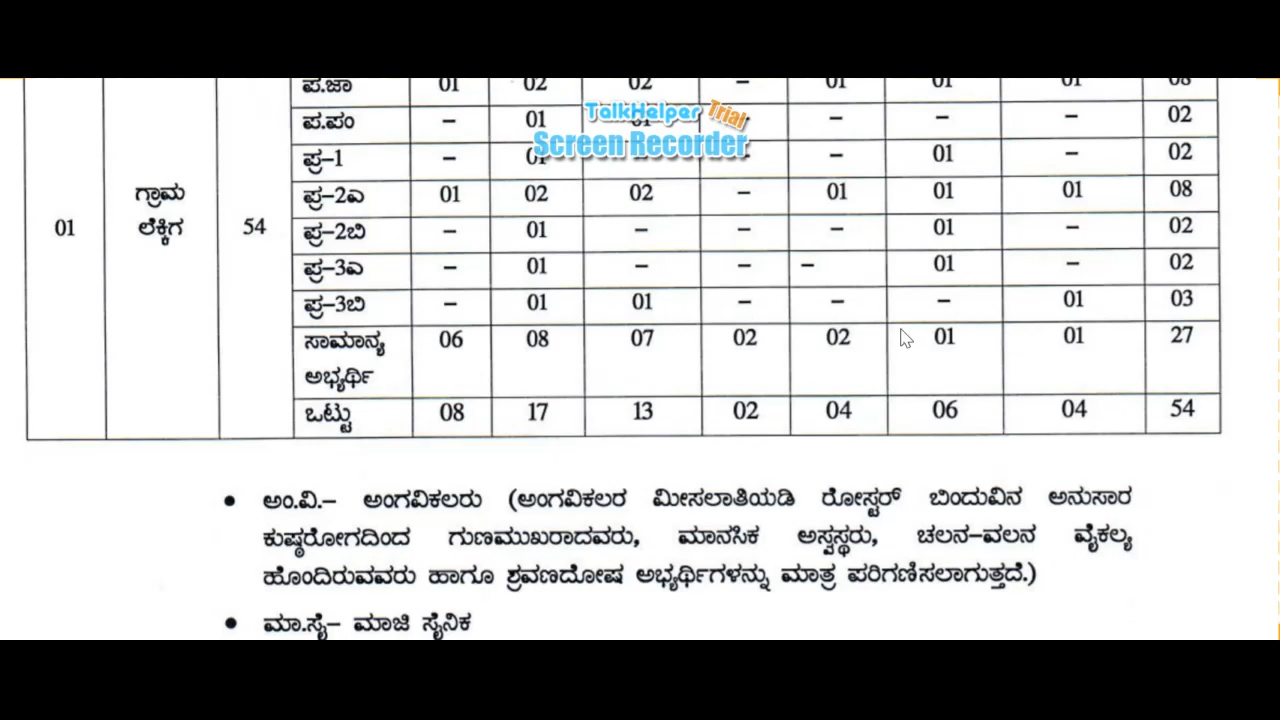 ಪ.ಜಾ 01 02 02 – 01 01 01 08
ಪ.ಪಂ – 01 – – – 02
TalkHelper Trial
Screen Recorder
ಪ್ರ–1 – 01 – – 01 – 02
ಪ್ರ–2ಎ 01 02 02 – 01 01 01 08
01 ಗ್ರಾಮ ಲೆಕ್ಕಿಗ 54
ಪ್ರ–2ಬಿ – 01 – – – 01 – 02
ಪ್ರ–3ಎ – 01 – – – 01 – 02
ಪ್ರ–3ಬಿ – 01 01 – – – 01 03
ಸಾಮಾನ್ಯ ಅಭ್ಯರ್ಥಿ 06 08 07 02 02 01 01 27
ಒಟ್ಟು 08 17 13 02 04 06 04 54
• ಅಂ.ವಿ.– ಅಂಗವಿಕಲರು (ಅಂಗವಿಕಲರ ಮೀಸಲಾತಿಯಡಿ ರೋಸ್ಟರ್ ಬಿಂದುವಿನ ಅನುಸಾರ
ಕುಷ್ಠರೋಗದಿಂದ ಗುಣಮುಖರಾದವರು, ಮಾನಸಿಕ ಅಸ್ವಸ್ಥರು, ಚಲನ–ವಲನ ವೈಕಲ್ಯ
ಹೊಂದಿರುವವರು ಹಾಗೂ ಶ್ರವಣದೋಷ ಅಭ್ಯರ್ಥಿಗಳನ್ನು ಮಾತ್ರ ಪರಿಗಣಿಸಲಾಗುತ್ತದೆ.)
• ಮಾ.ಸೈ– ಮಾಜಿ ಸೈನಿಕ